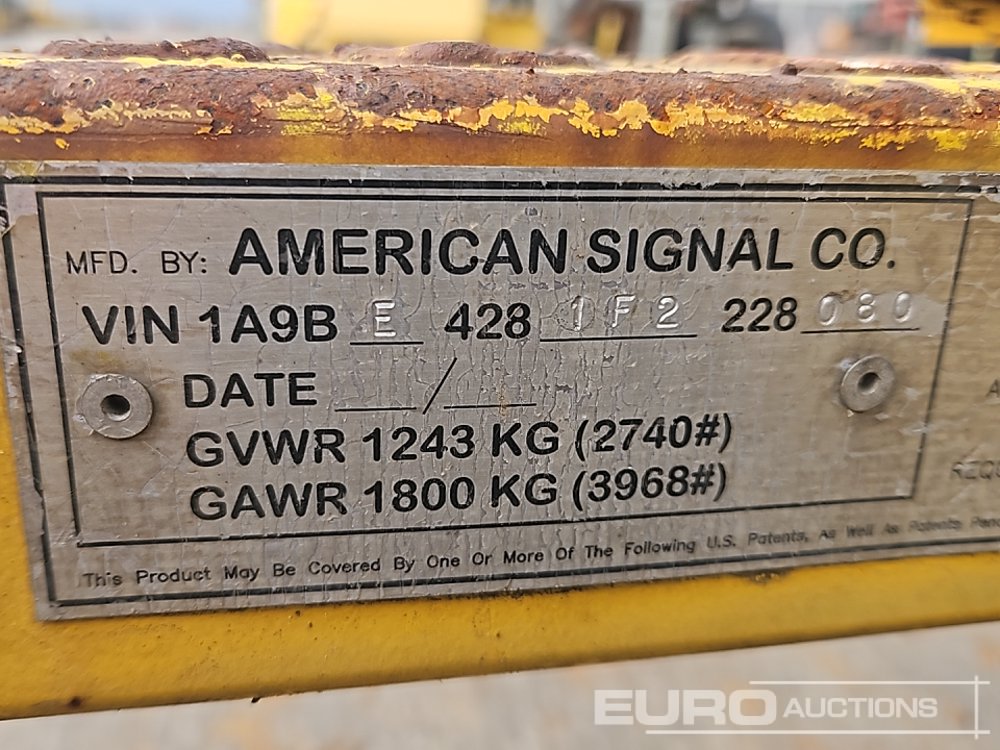 MFD. BY: AMERICAN SIGNAL CO.
VIN 1A9B E 428 1F2 228 080
DATE __/__
GVWR 1243 KG (2740#)
GAWR 1800 KG (3968#)
This Product May Be Covered By One Or More Of The Following U.S. Patents, As Well As Patents
EURO AUCTIONS